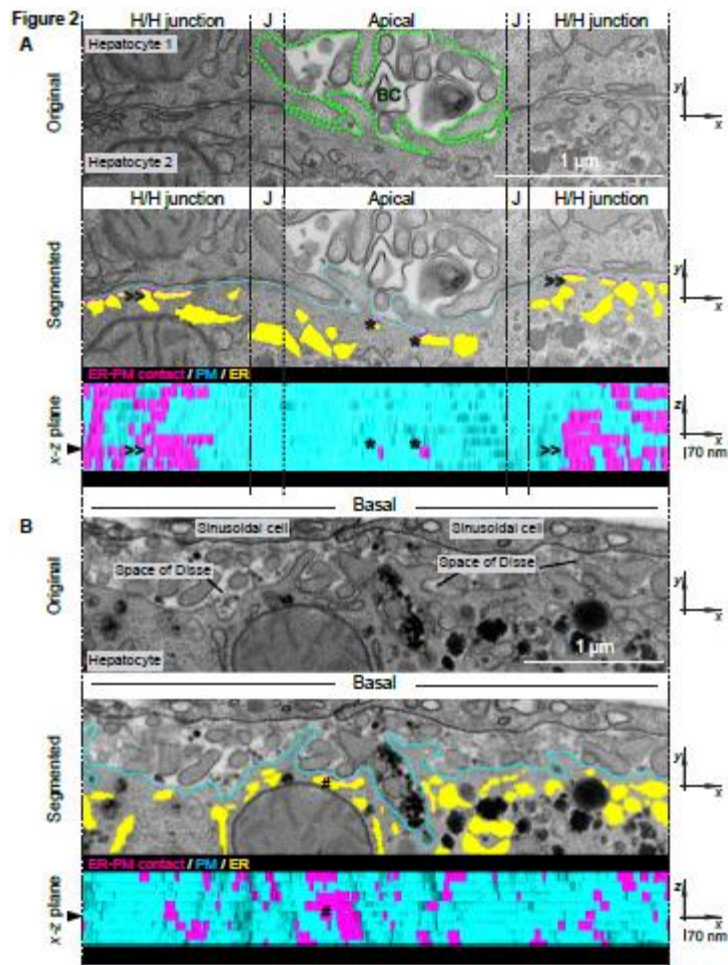 Figure 2
H/H junction J Apical J H/H junction
A
Original
Hepatocyte 1
BC
Hepatocyte 2
1 µm
y
x
H/H junction J Apical J H/H junction
Segmented
>>
>>
*
*
y
x
ER-PM contact / PM / ER
x-z plane
>>
*
*
>>
z
x
70 nm
Basal
B
Original
Sinusoidal cell
Sinusoidal cell
Space of Disse
Space of Disse
Hepatocyte
1 µm
y
x
Basal
Segmented
#
y
x
ER-PM contact / PM / ER
x-z plane
#
z
x
70 nm